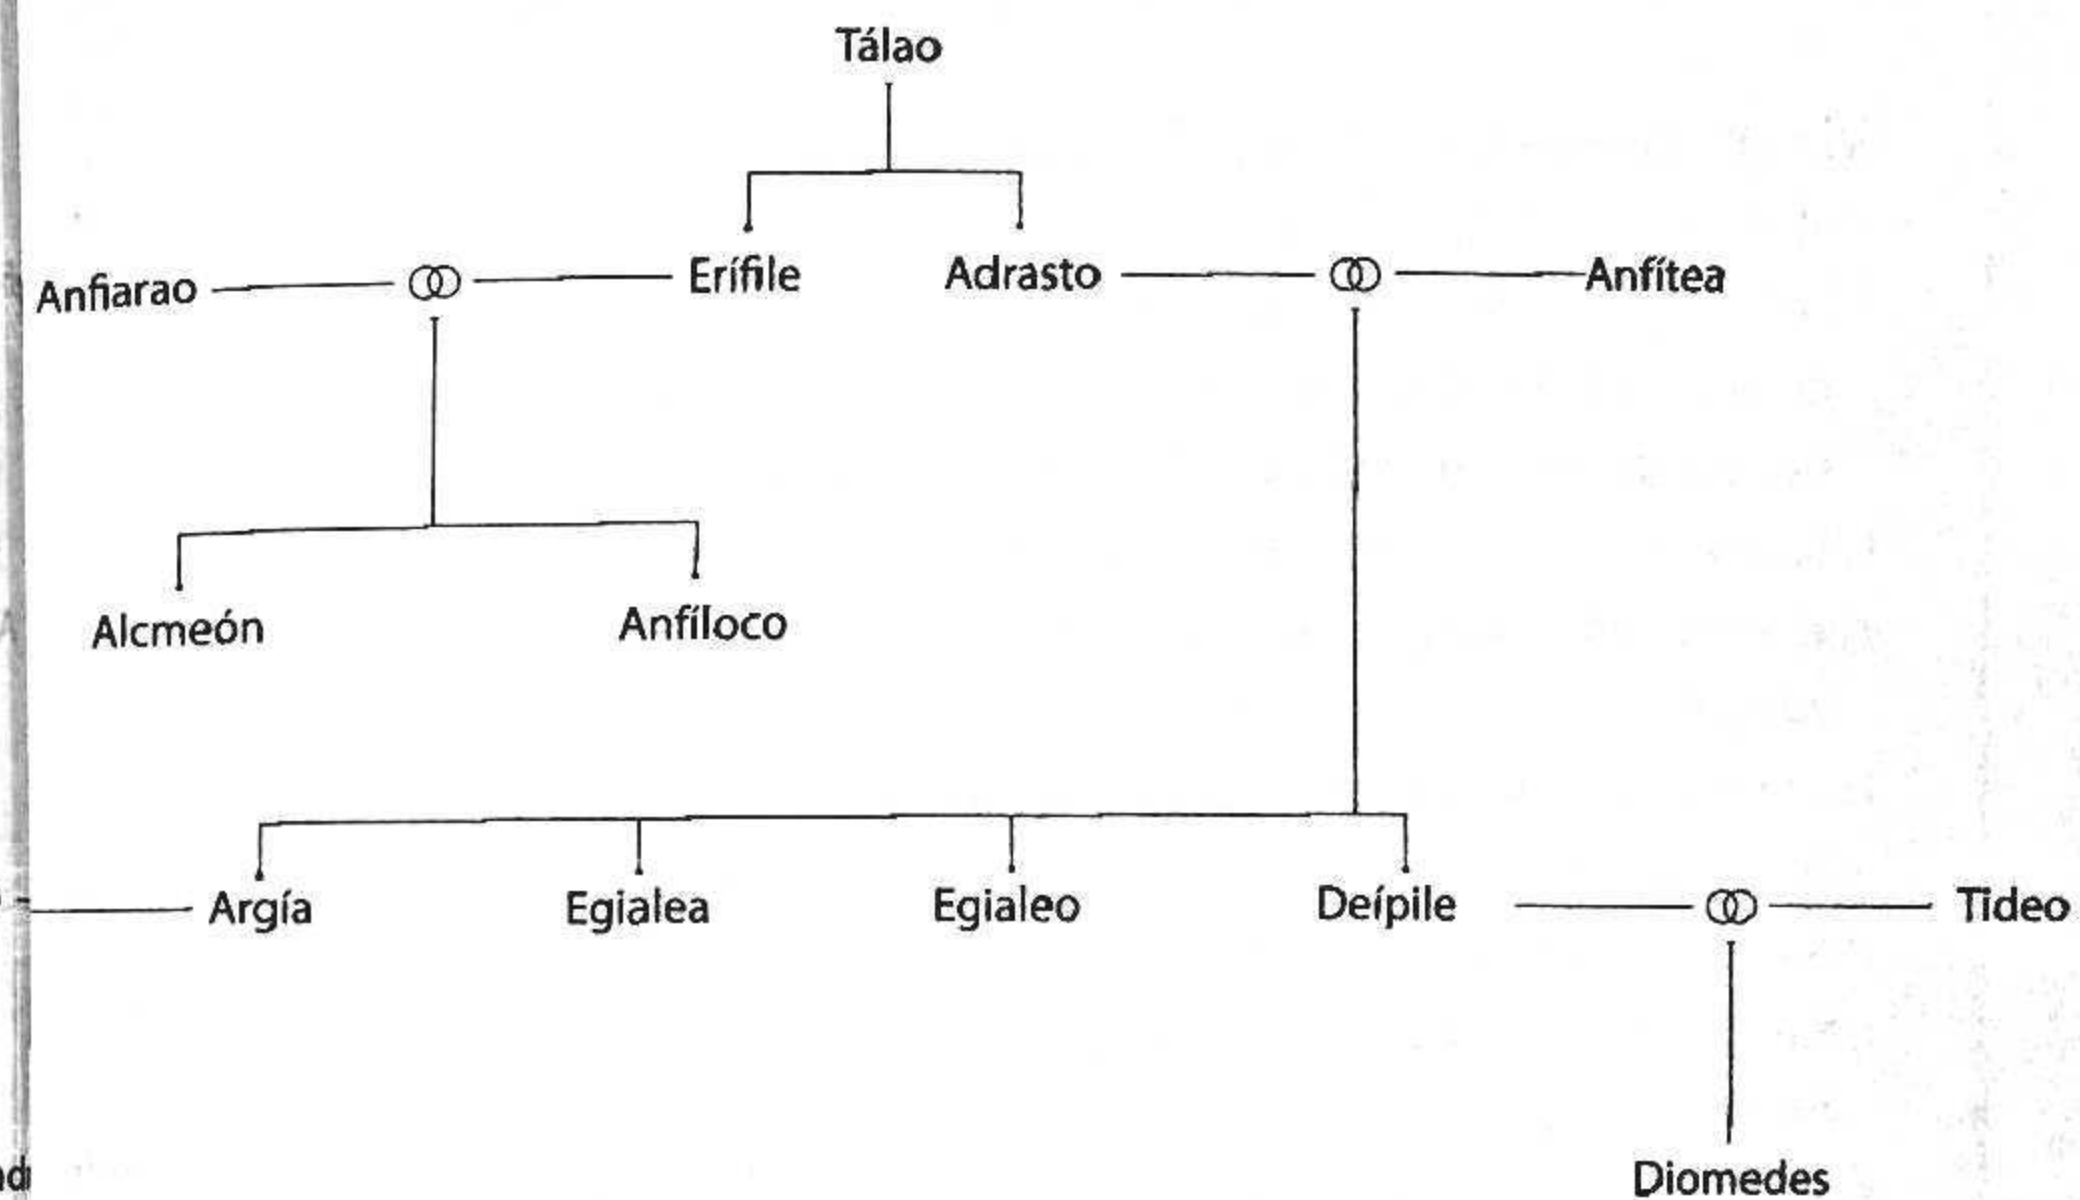 Tálao
Anfiarao Erífile Adrasto Anfítea
Alcmeón Anfíloco
Argía Egialea Egialeo Deípile Tideo
Diomedes